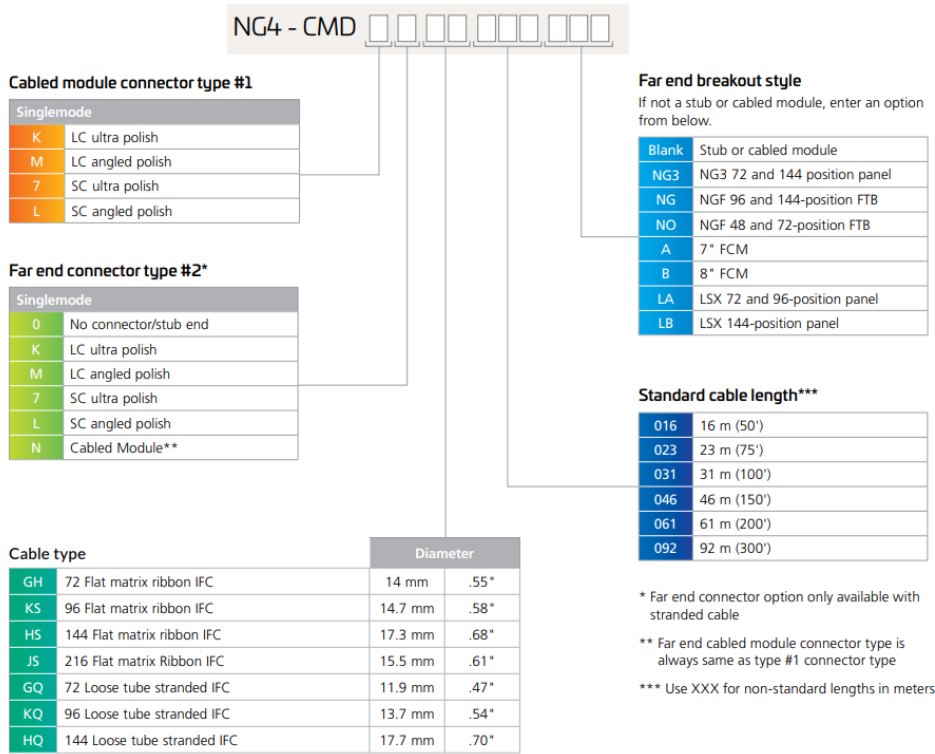 NG4 - CMD
Cabled module connector type #1
Singlemode
K LC ultra polish
M LC angled polish
7 SC ultra polish
L SC angled polish
Far end connector type #2*
Singlemode
0 No connector/stub end
K LC ultra polish
M LC angled polish
7 SC ultra polish
L SC angled polish
N Cabled Module**
Cable type Diameter
GH 72 Flat matrix ribbon IFC 14 mm .55"
KS 96 Flat matrix ribbon IFC 14.7 mm .58"
HS 144 Flat matrix ribbon IFC 17.3 mm .68"
JS 216 Flat matrix Ribbon IFC 15.5 mm .61"
GQ 72 Loose tube stranded IFC 11.9 mm .47"
KQ 96 Loose tube stranded IFC 13.7 mm .54"
HQ 144 Loose tube stranded IFC 17.7 mm .70"
Far end breakout style
If not a stub or cabled module, enter an option
from below.
Blank Stub or cabled module
NG3 NG3 72 and 144 position panel
NG NGF 96 and 144-position FTB
NO NGF 48 and 72-position FTB
A 7" FCM
B 8" FCM
LA LSX 72 and 96-position panel
LB LSX 144-position panel
Standard cable length***
016 16 m (50')
023 23 m (75')
031 31 m (100')
046 46 m (150')
061 61 m (200')
092 92 m (300')
* Far end connector option only available with
stranded cable
** Far end cabled module connector type is
always same as type #1 connector type
*** Use XXX for non-standard lengths in meters